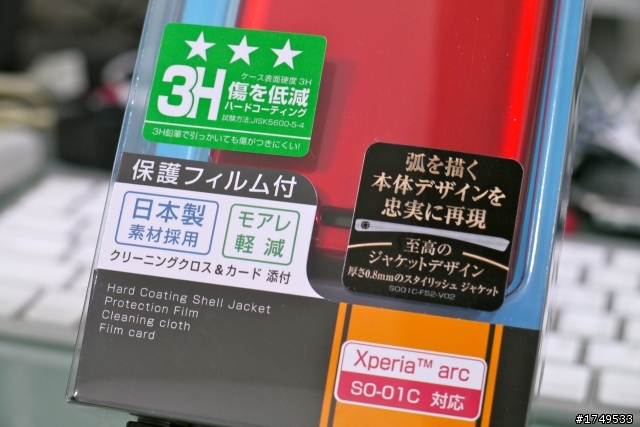 ★★★
3H
ケース表面硬度 3H
傷を低減
ハードコーティング
試験方法:JISK5600-5-4
3H鉛筆で引っかいても傷がつきにくい!
保護フィルム付
日本製
素材採用
モアレ
軽減
クリーニングクロス&カード 添付
Hard Coating Shell Jacket
Protection Film
Cleaning cloth
Film card
弧を描く
本体デザインを
忠実に再現
至高の
ジャケットデザイン
厚さ0.8mmのスタイリッシュ ジャケット
SO01C-F52-V02
Xperia™ arc
SO-01C 対応
#1749533